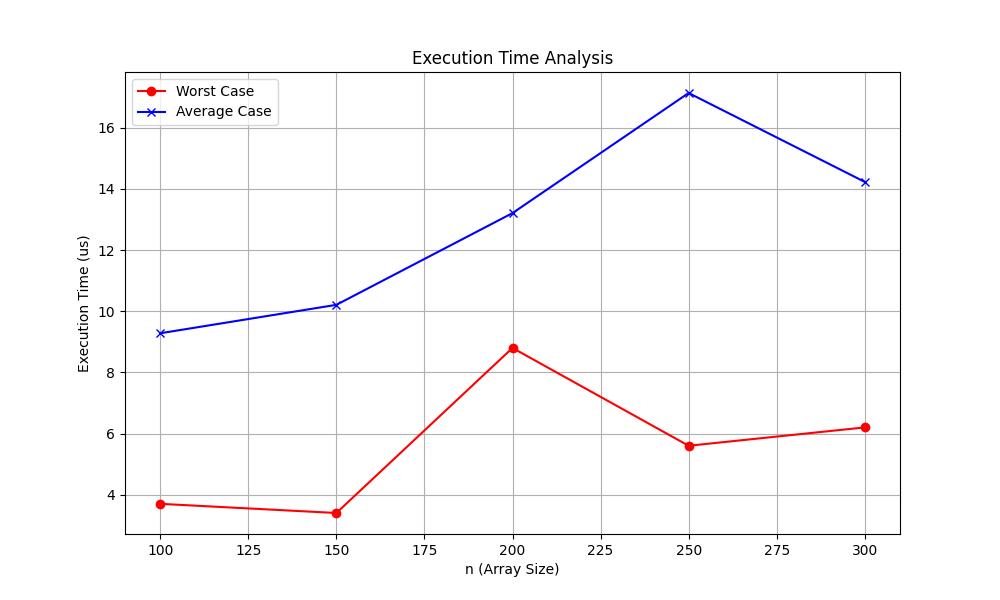 Execution Time Analysis
Worst Case
Average Case
16
14
12
10
8
6
4
Execution Time (us)
100 125 150 175 200 225 250 275 300
n (Array Size)